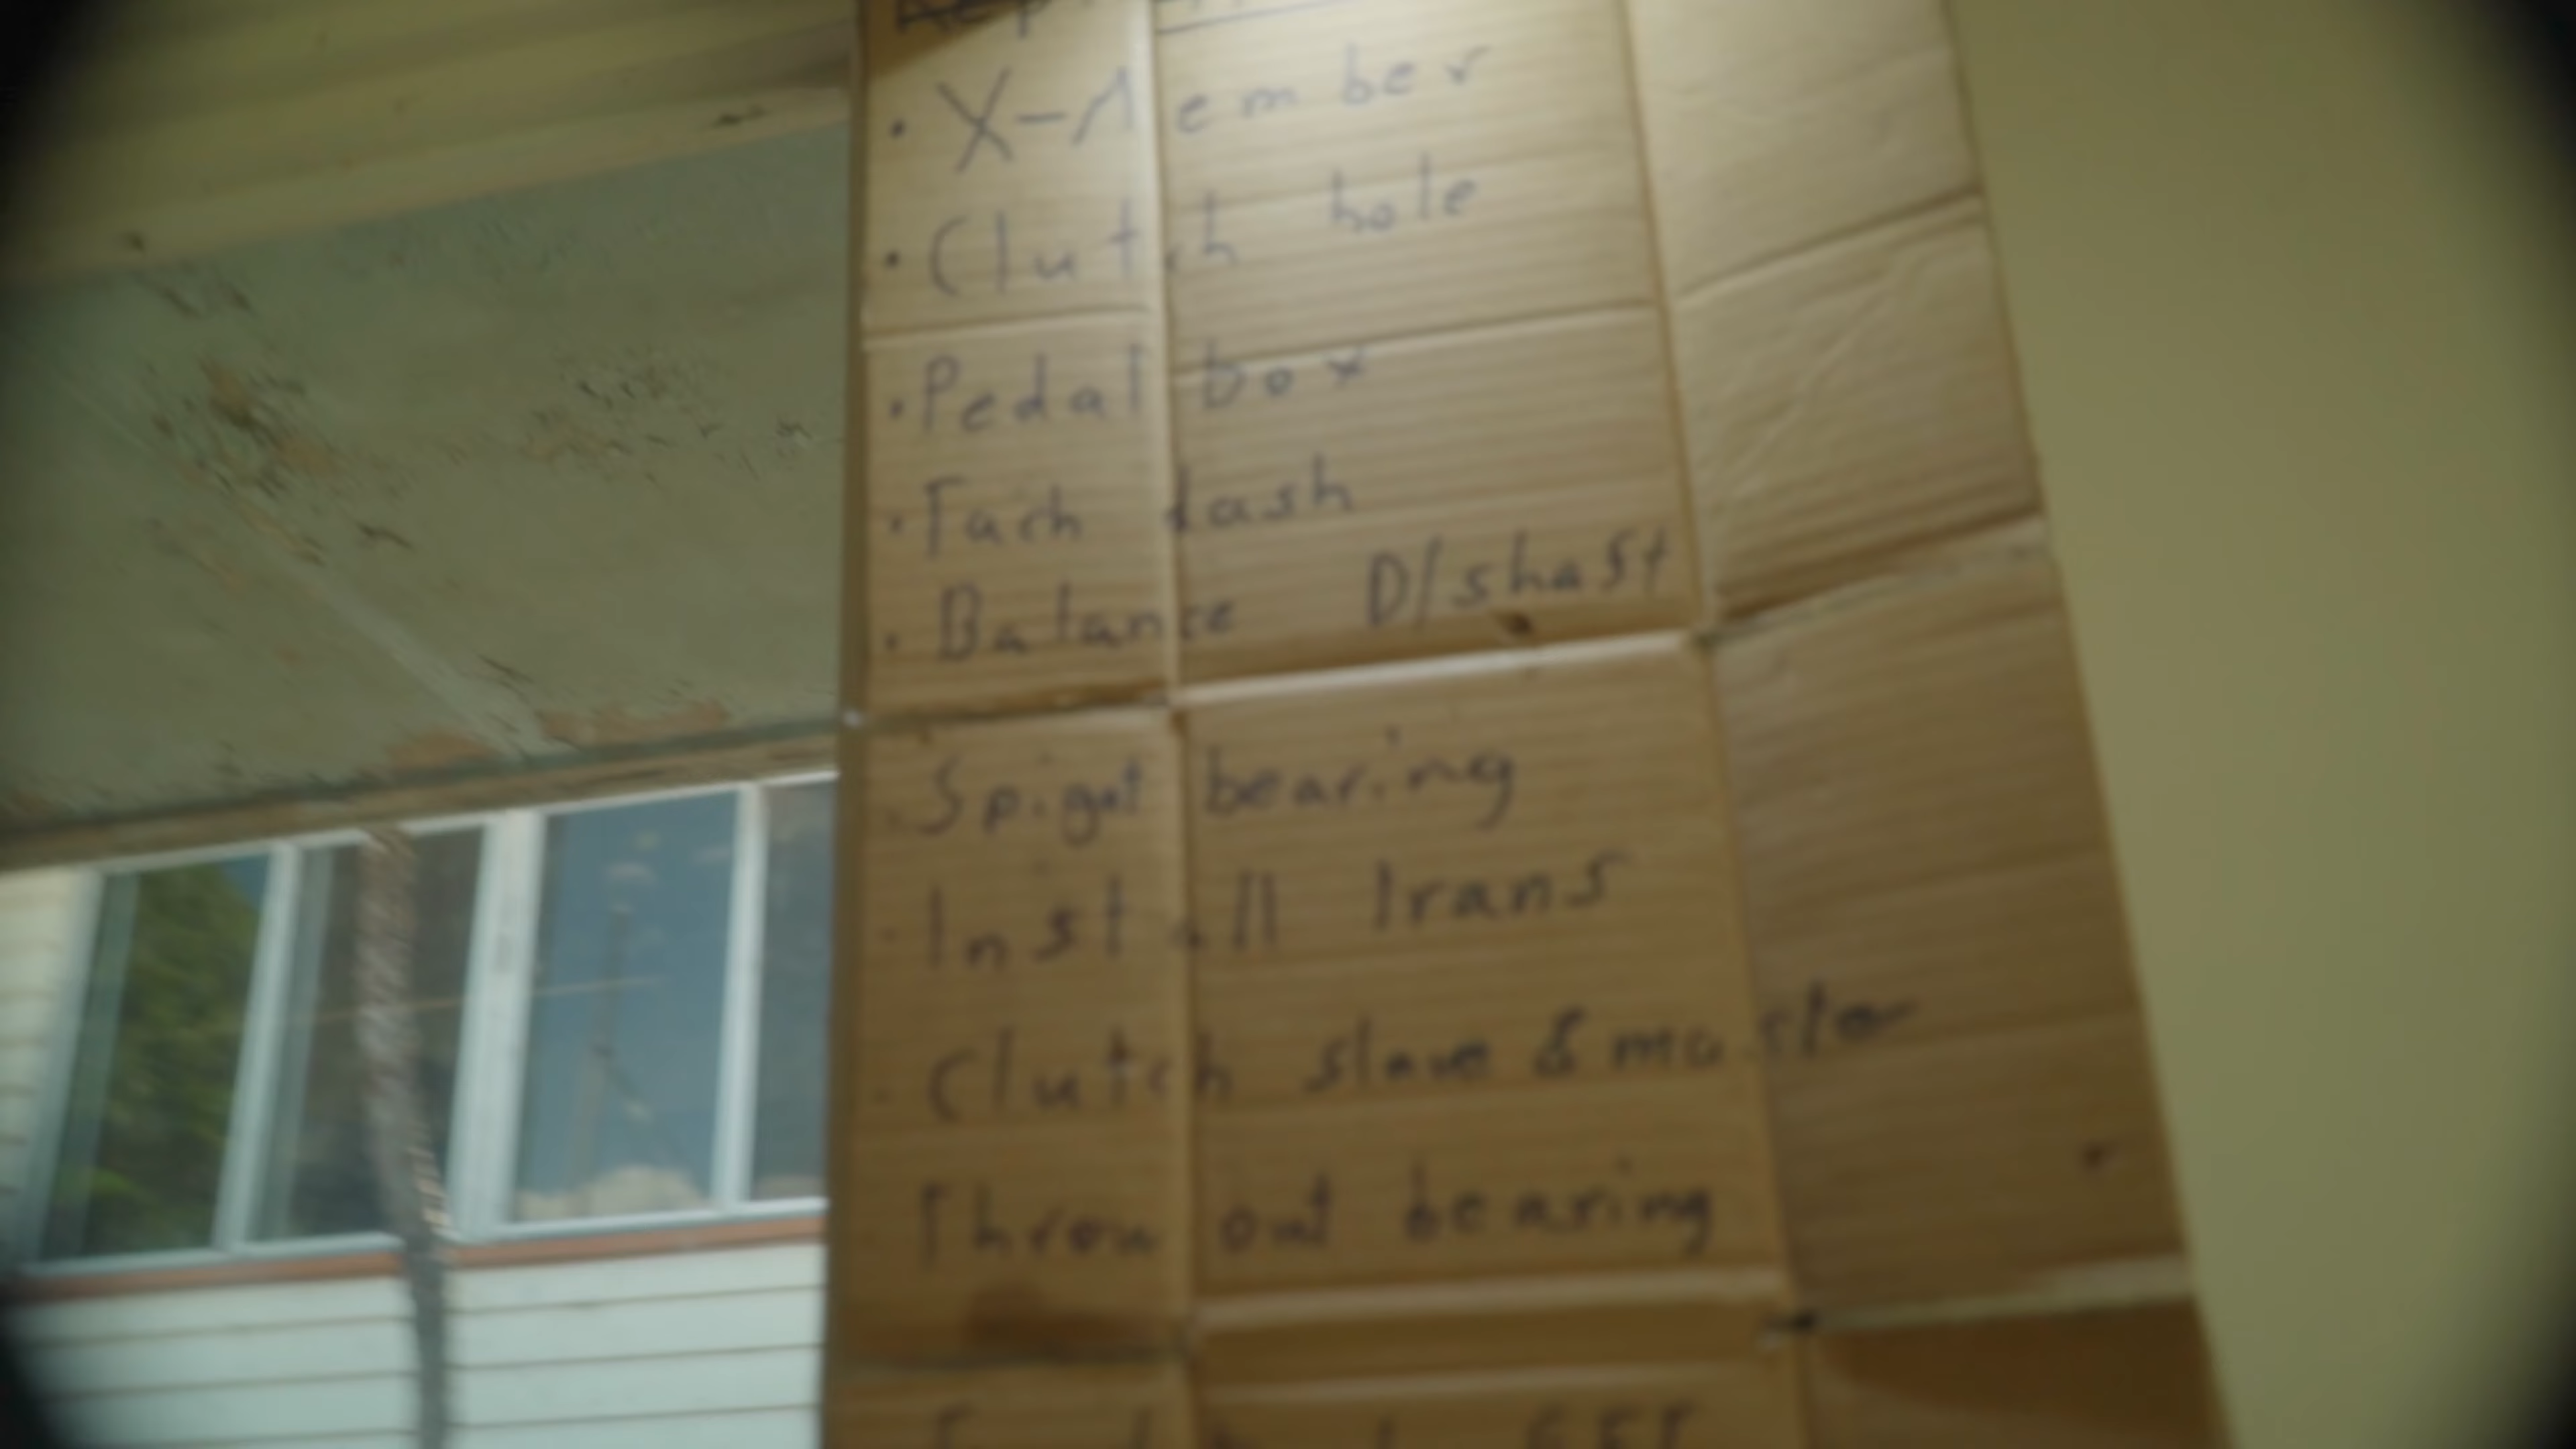 • X-Member
• Clutch hole
• Pedal box
• Tach dash
• Balance D/shaft
. Spigot bearing
- Install Trans
- Clutch slave & master
Throw out bearing